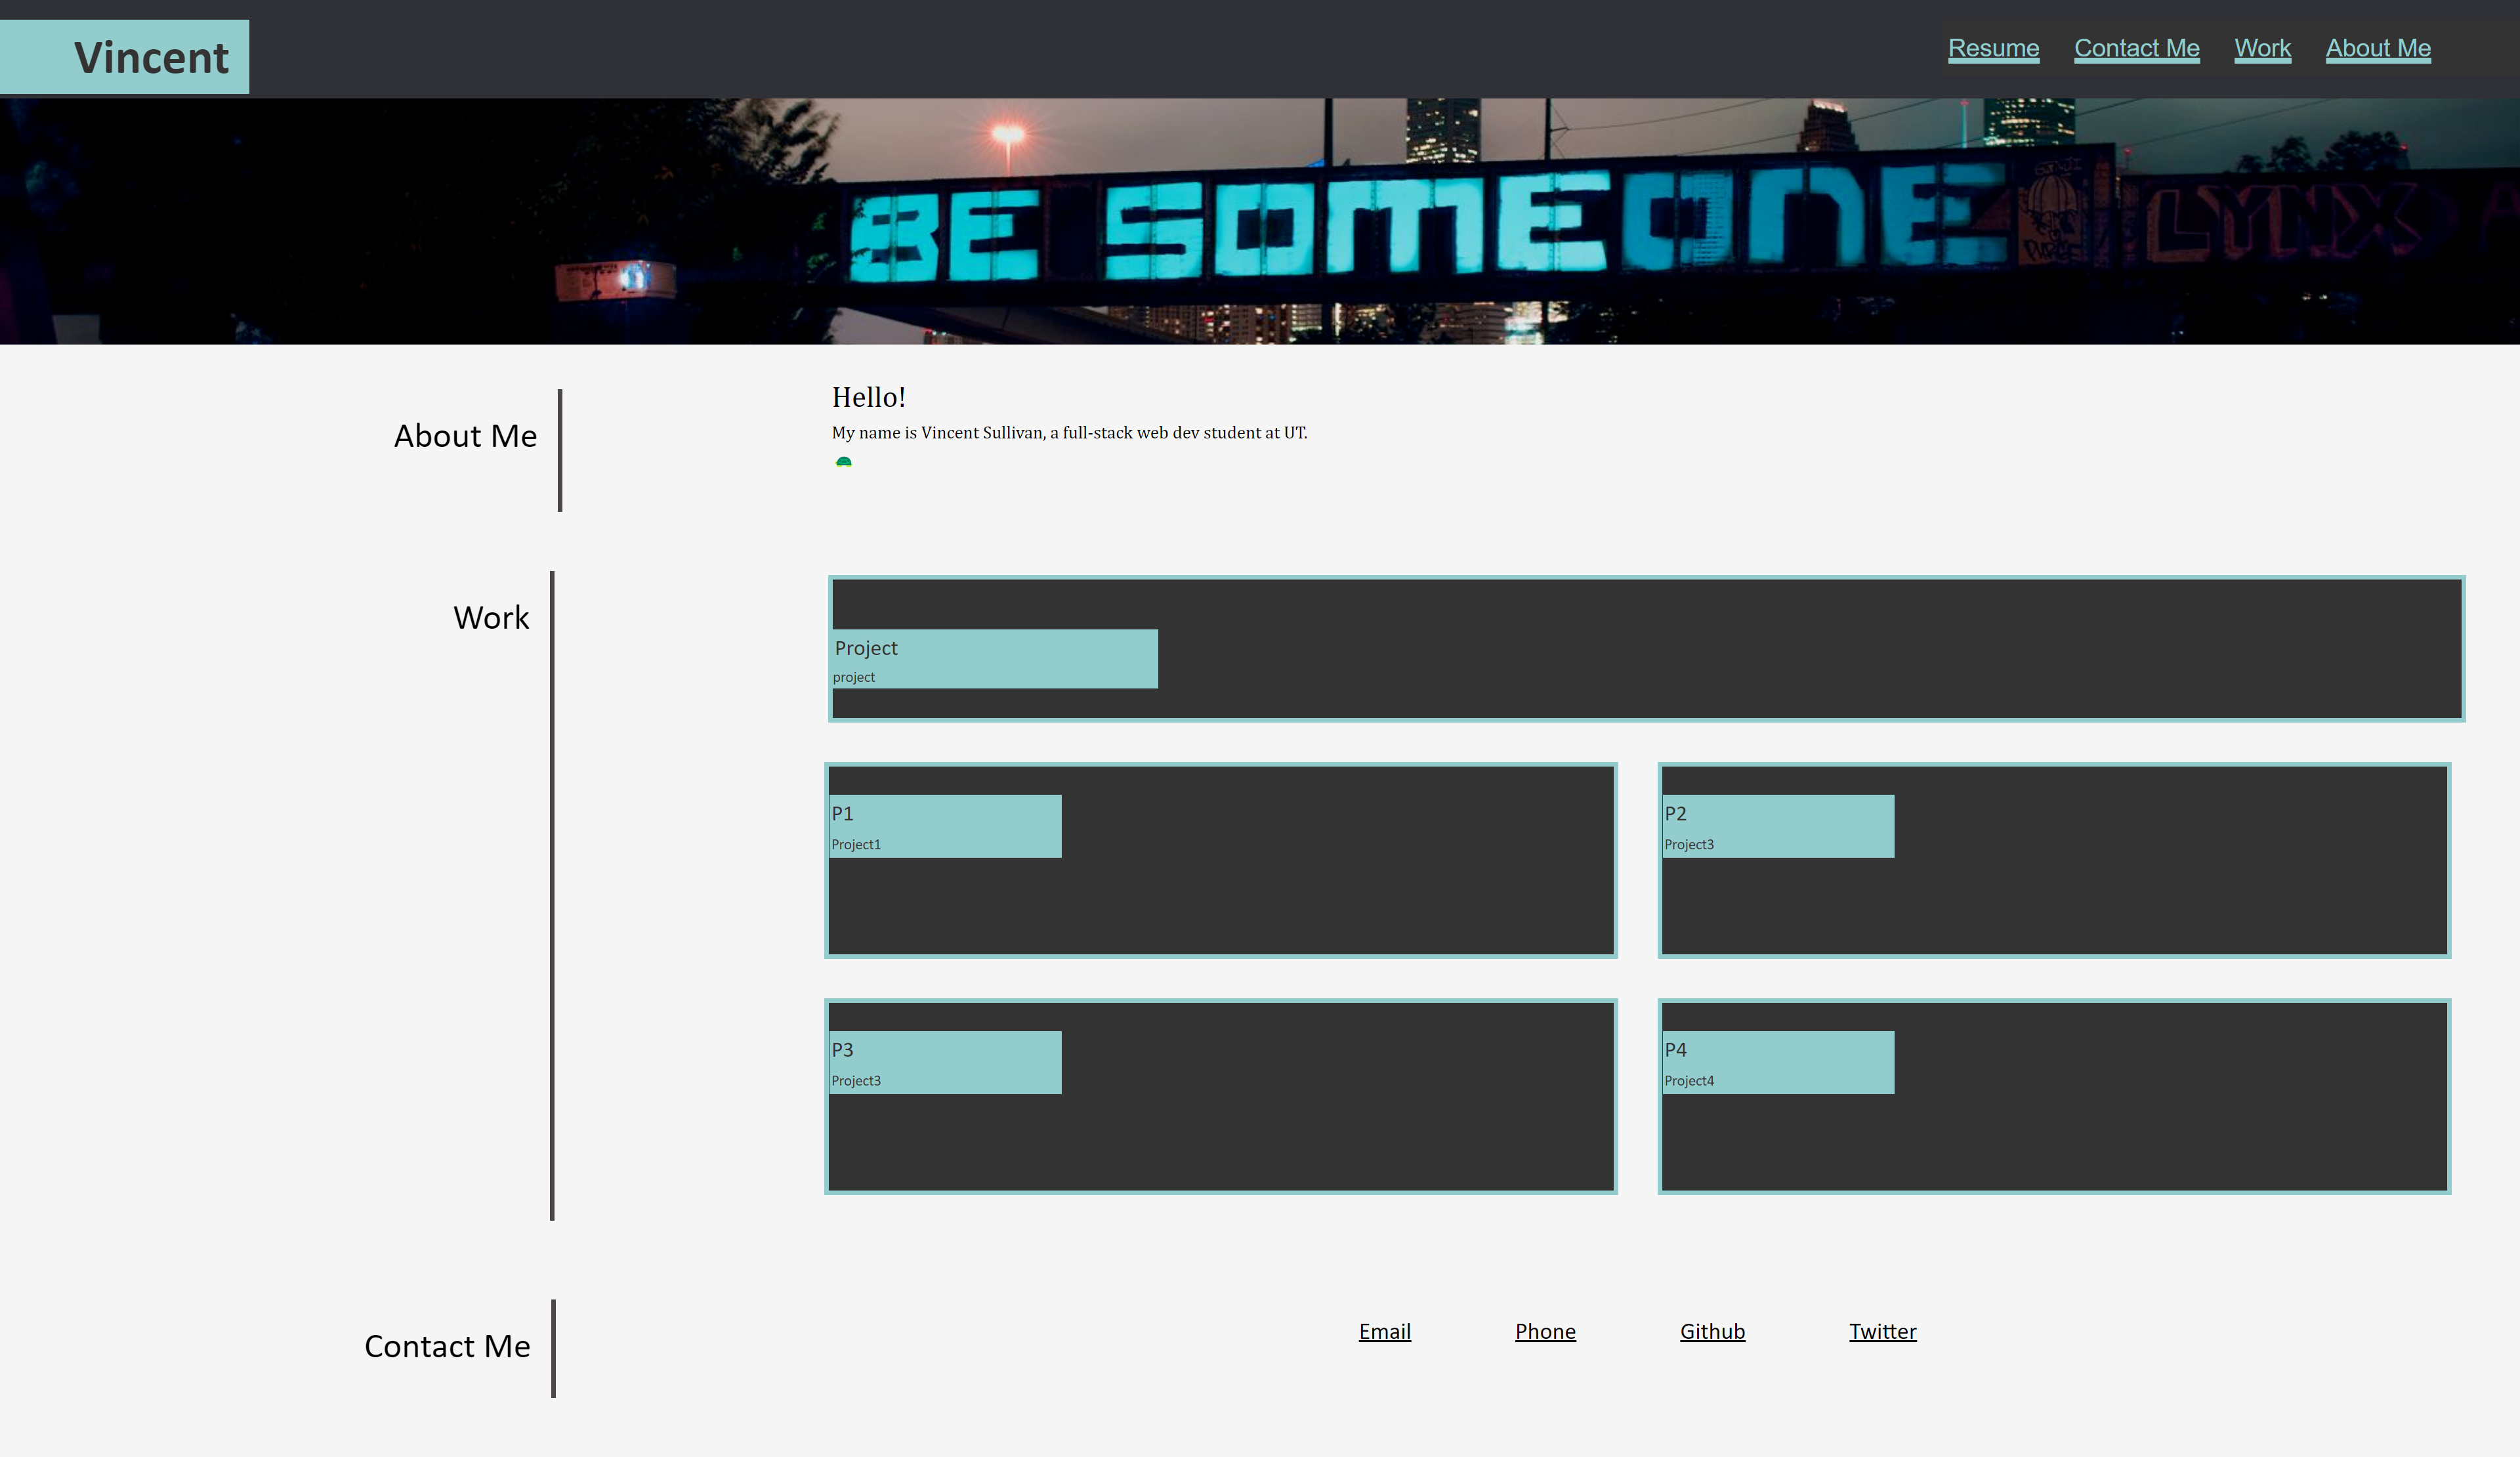 Vincent
Resume Contact Me Work About Me
BE SOMEONE
LYNX
About Me
Hello!
My name is Vincent Sullivan, a full-stack web dev student at UT.
Work
Project
project
P1
Project1
P2
Project3
P3
Project3
P4
Project4
Contact Me
Email Phone Github Twitter